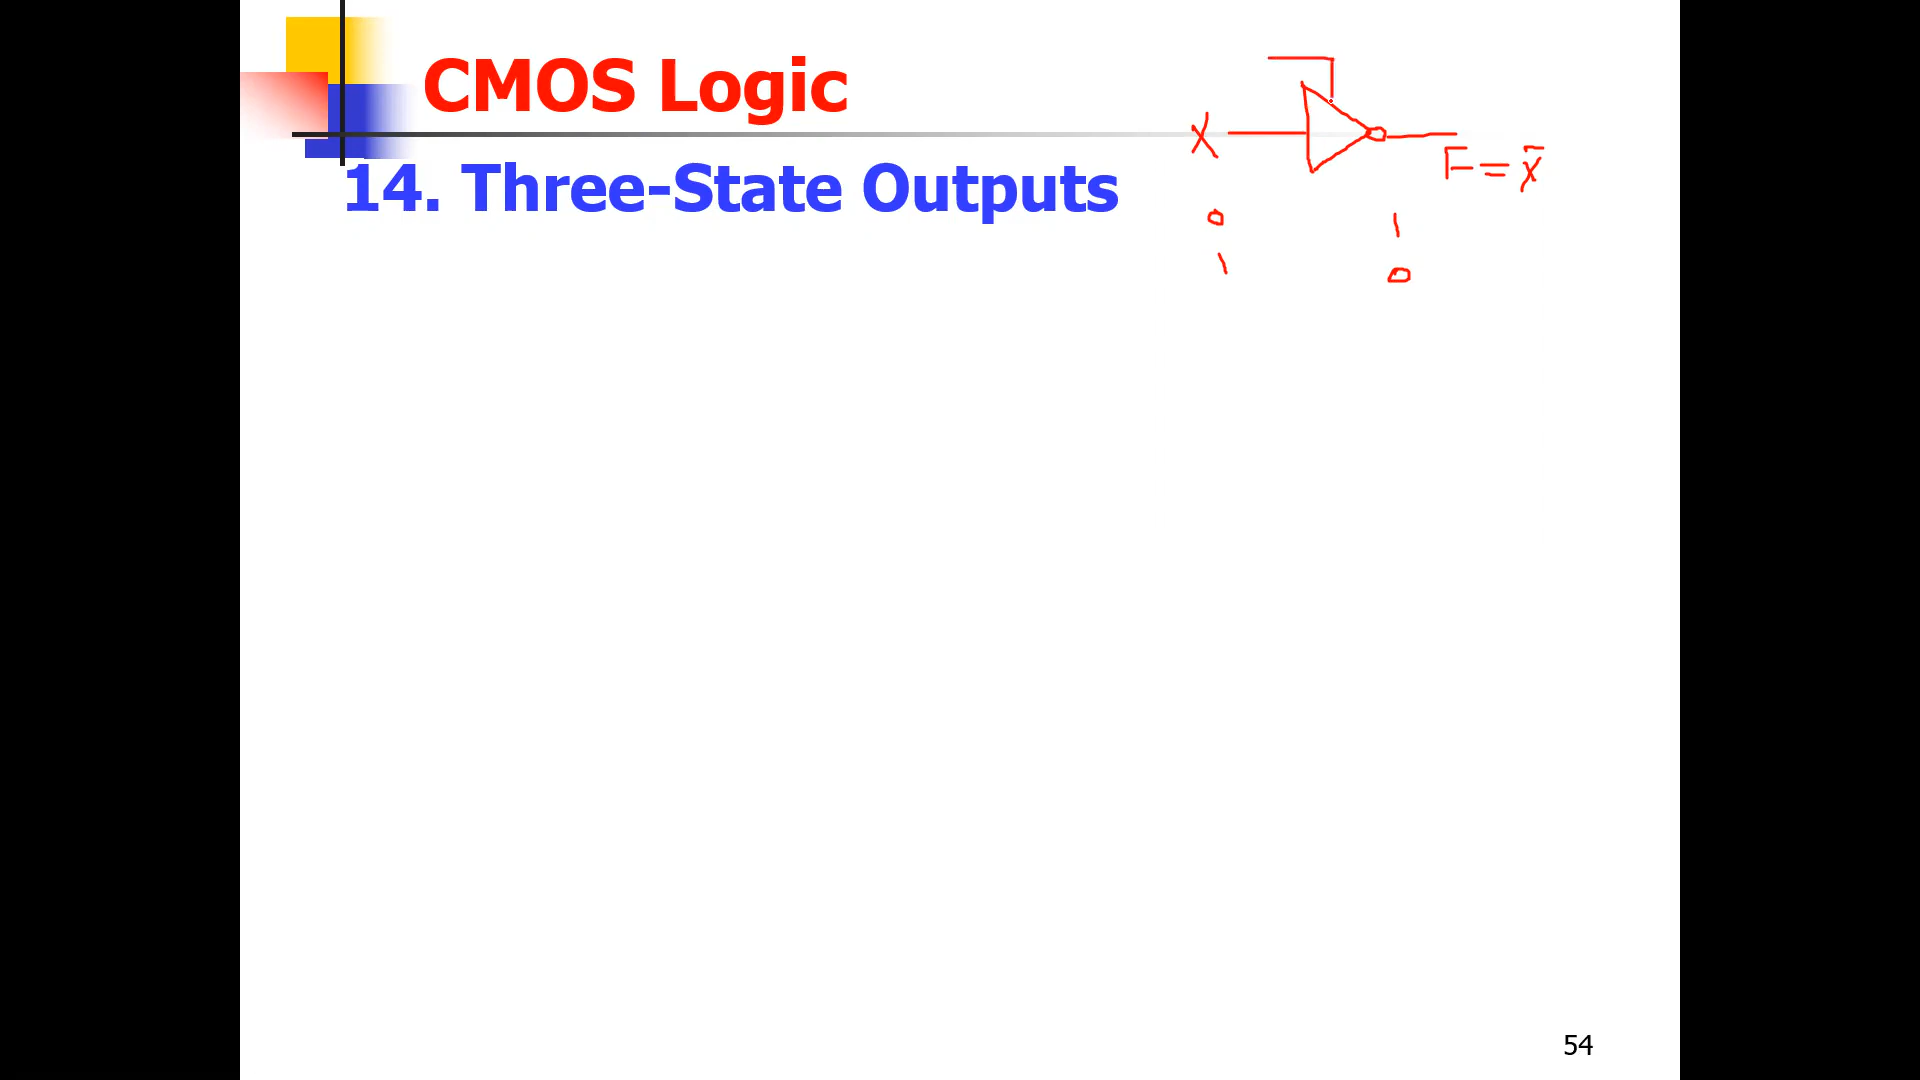 CMOS Logic
X
F = X̄
14. Three-State Outputs
0 1
1 0
54